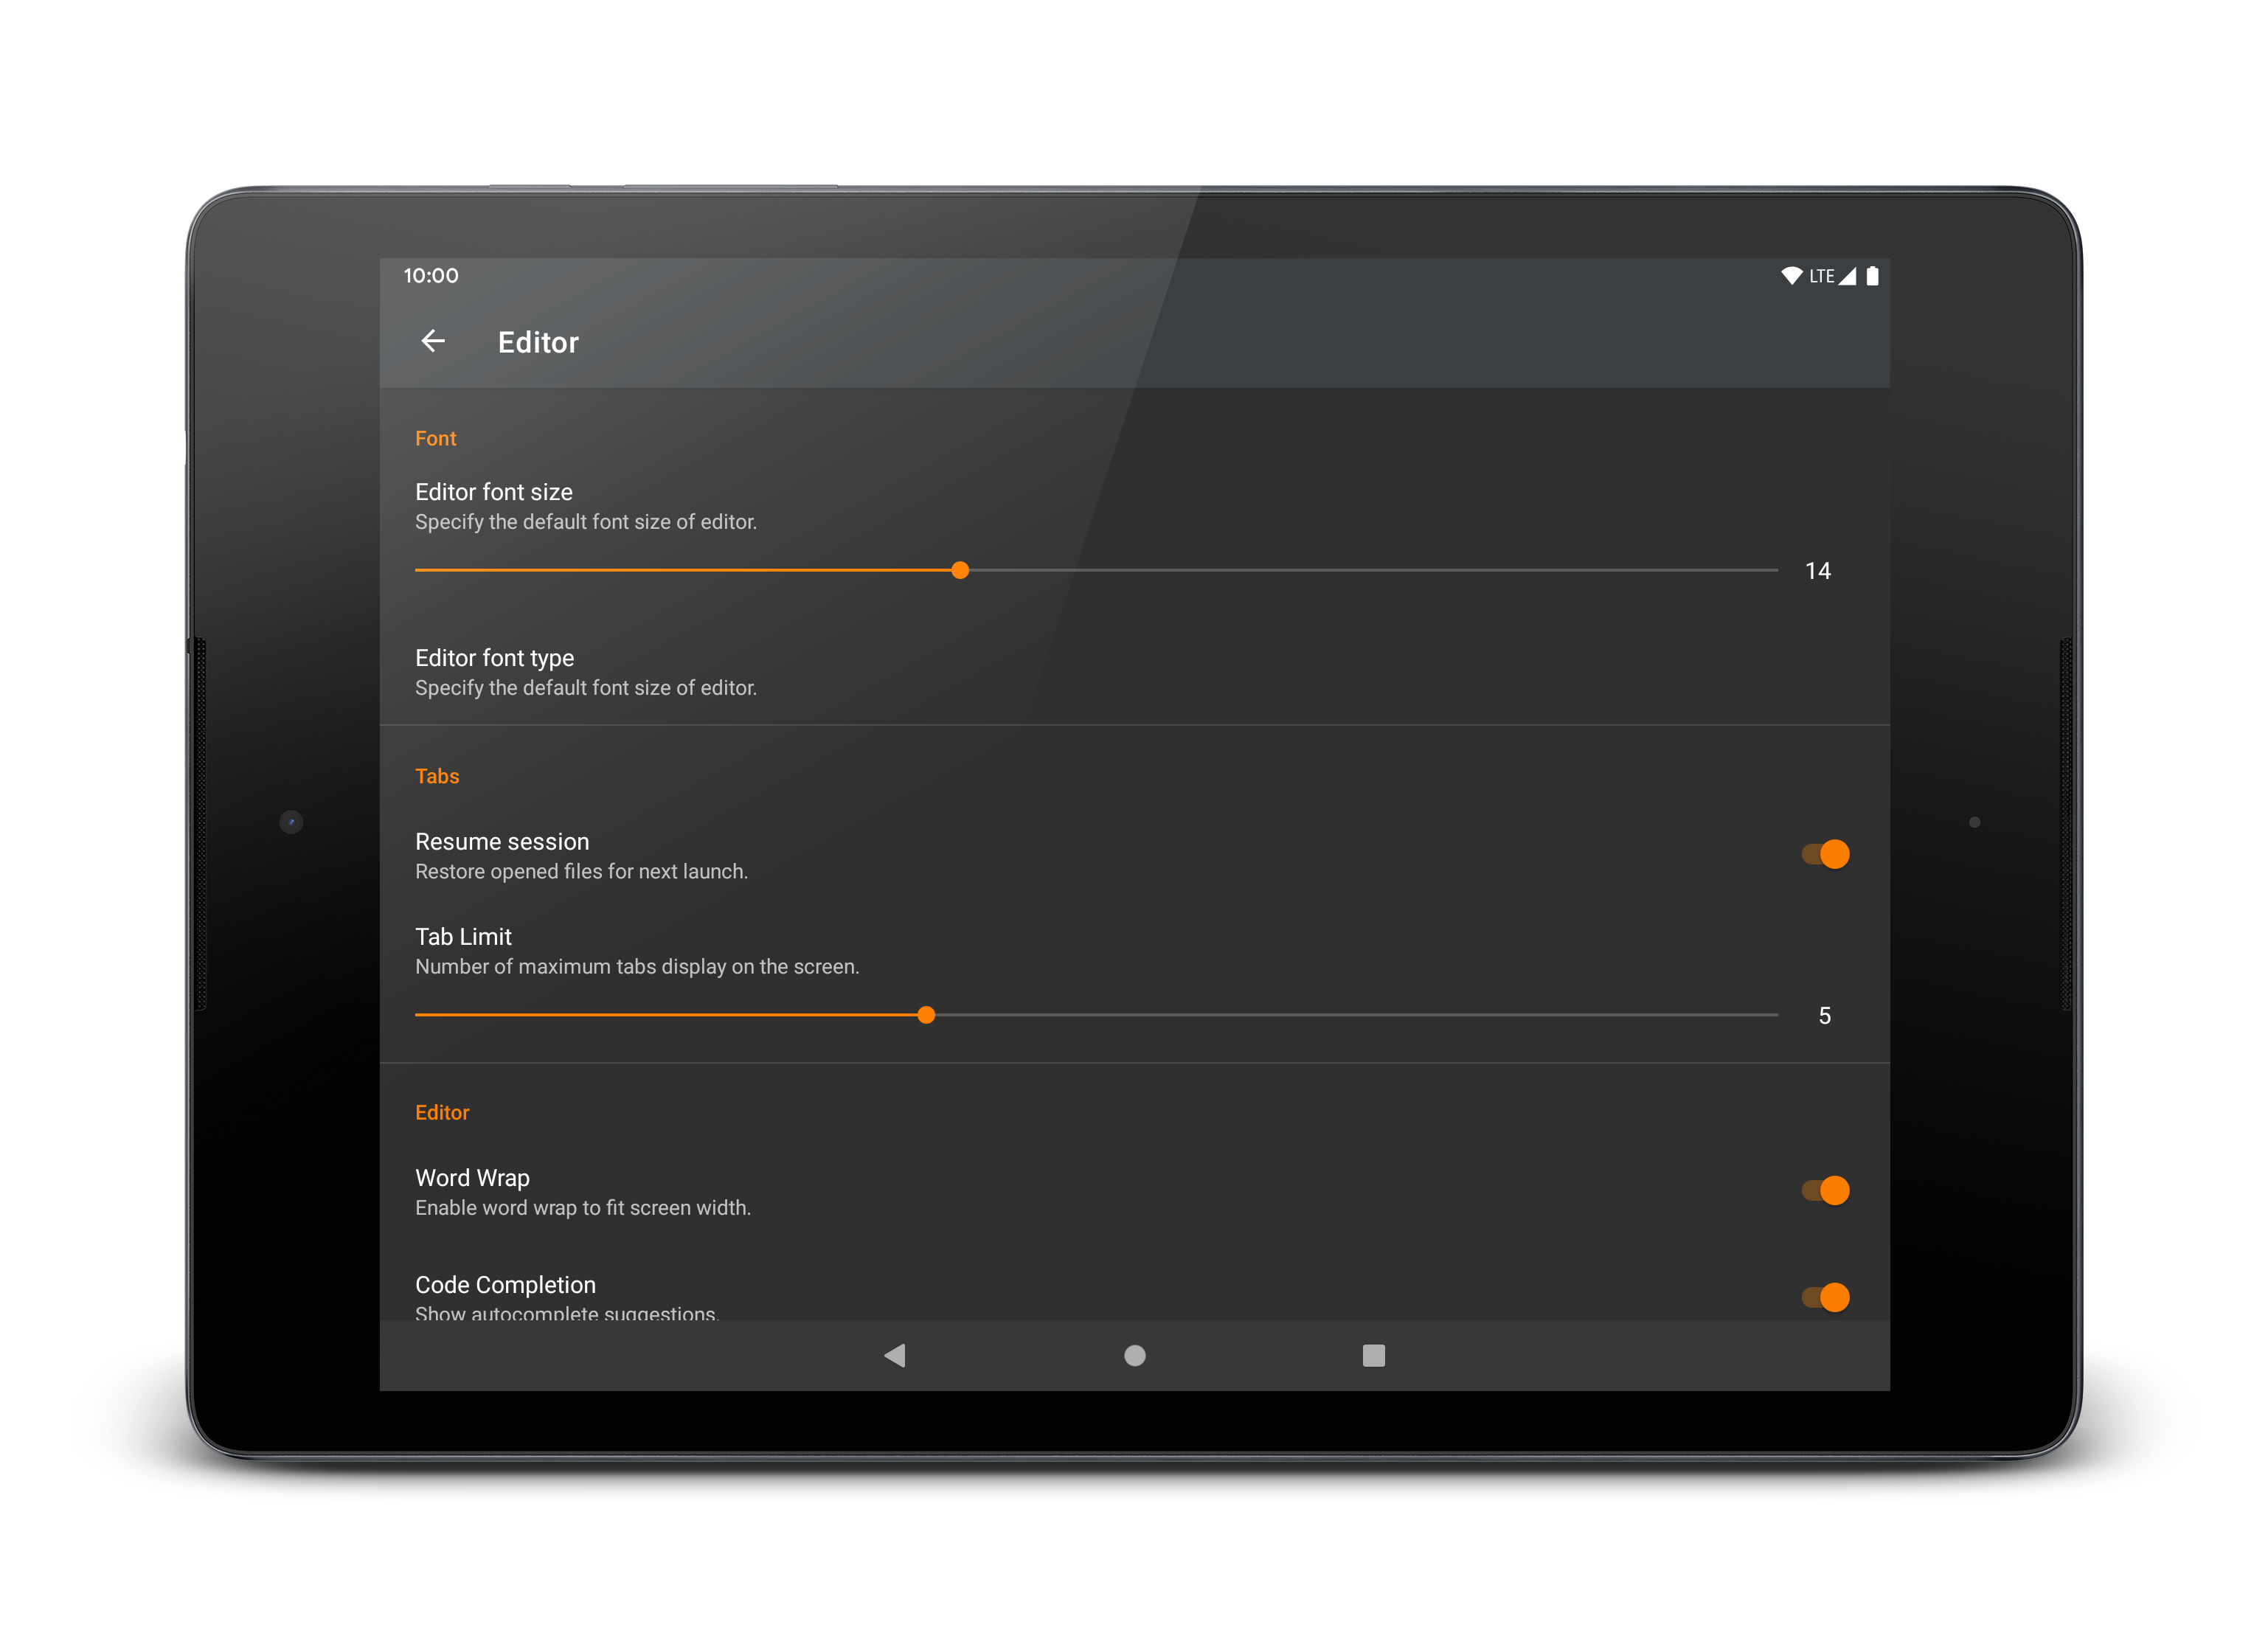 10:00
LTE
Editor
Font
Editor font size
Specify the default font size of editor.
14
Editor font type
Specify the default font size of editor.
Tabs
Resume session
Restore opened files for next launch.
Tab Limit
Number of maximum tabs display on the screen.
5
Editor
Word Wrap
Enable word wrap to fit screen width.
Code Completion
Show autocomplete suggestions.